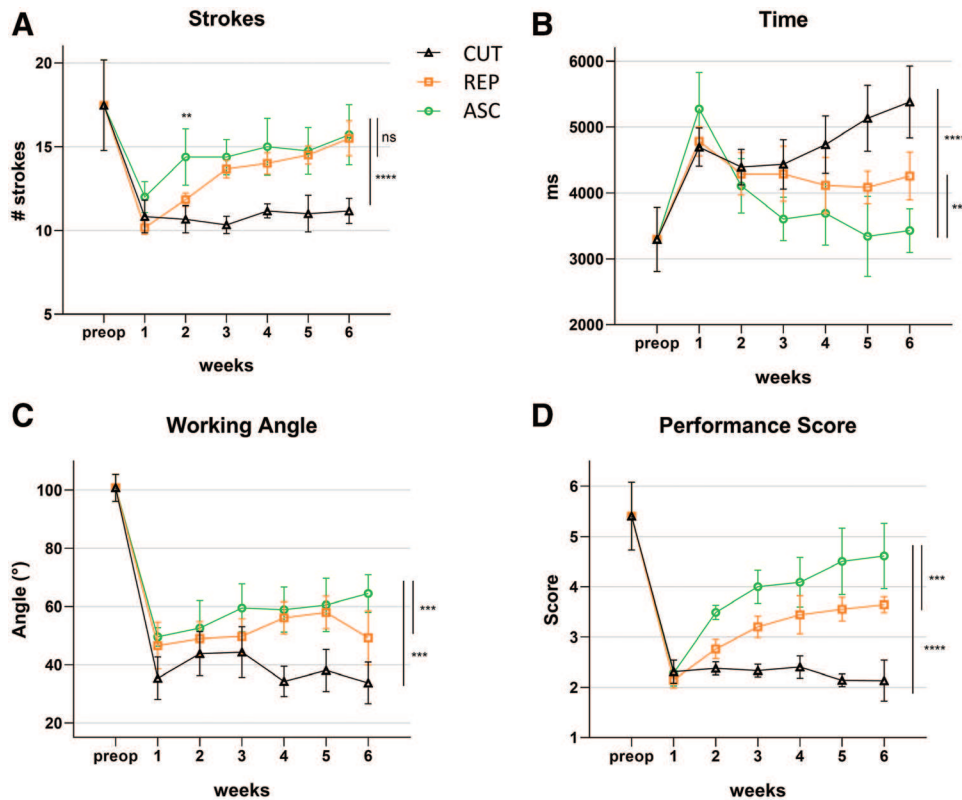 A
Strokes
# strokes
20
15
10
5
**
ns
****
preop 1 2 3 4 5 6
weeks
CUT
REP
ASC
B
Time
ms
6000
5000
4000
3000
2000
preop 1 2 3 4 5 6
weeks
C
Working Angle
Angle (°)
100
80
60
40
20
***
***
preop 1 2 3 4 5 6
weeks
D
Performance Score
Score
6
5
4
3
2
1
***
****
preop 1 2 3 4 5 6
weeks